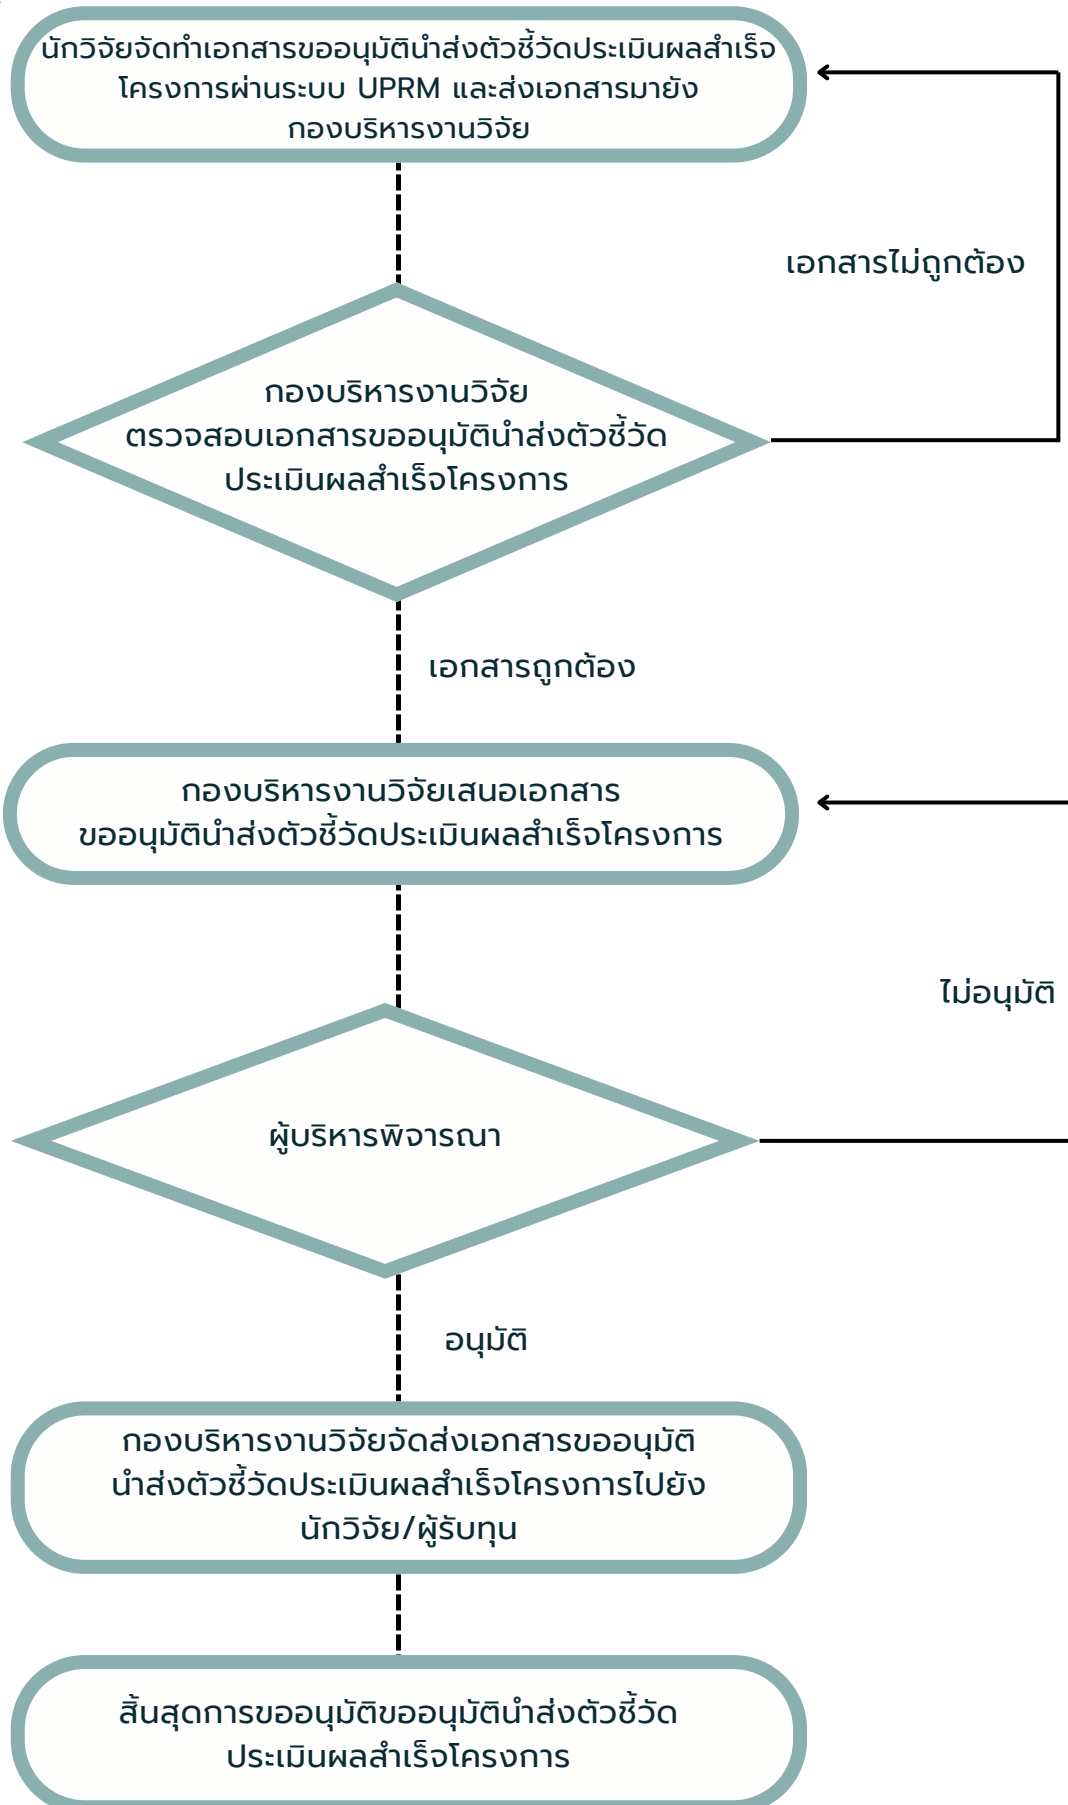 นักวิจัยจัดทำเอกสารขออนุมัตินำส่งตัวชี้วัดประเมินผลสำเร็จ
โครงการผ่านระบบ UPRM และส่งเอกสารมายัง
กองบริหารงานวิจัย
เอกสารไม่ถูกต้อง
กองบริหารงานวิจัย
ตรวจสอบเอกสารขออนุมัตินำส่งตัวชี้วัด
ประเมินผลสำเร็จโครงการ
เอกสารถูกต้อง
กองบริหารงานวิจัยเสนอเอกสาร
ขออนุมัตินำส่งตัวชี้วัดประเมินผลสำเร็จโครงการ
ไม่อนุมัติ
ผู้บริหารพิจารณา
อนุมัติ
กองบริหารงานวิจัยจัดส่งเอกสารขออนุมัติ
นำส่งตัวชี้วัดประเมินผลสำเร็จโครงการไปยัง
นักวิจัย/ผู้รับทุน
สิ้นสุดการขออนุมัติขออนุมัตินำส่งตัวชี้วัด
ประเมินผลสำเร็จโครงการ